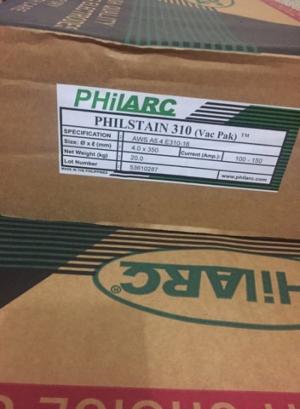 PHILARC
PHILSTAIN 310 (Vac Pak) ™
SPECIFICATION : AWS A5.4 E310-16
Size: Ø x ℓ (mm) : 4.0 x 350 Current (Amp.): 100 - 150
Net Weight (kg) : 20.0
Lot Number : 53610287
MADE IN THE PHILIPPINES www.philarc.com
PHILARC®